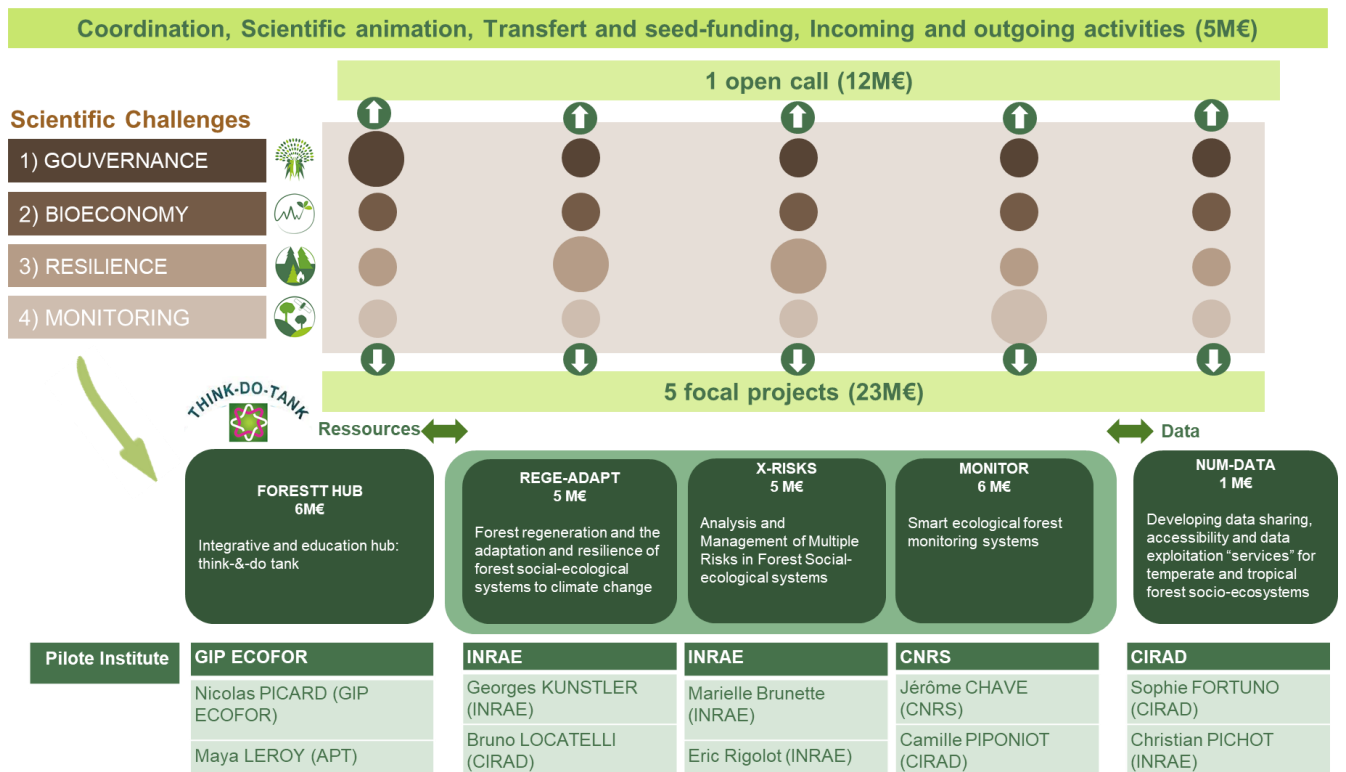 Coordination, Scientific animation, Transfert and seed-funding, Incoming and outgoing activities (5M€)
1 open call (12M€)
Scientific Challenges
1) GOUVERNANCE
2) BIOECONOMY
3) RESILIENCE
4) MONITORING
5 focal projects (23M€)
THINK-DO-TANK
Ressources
Data
FORESTT HUB
6M€
Integrative and education hub:
think-&-do tank
REGE-ADAPT
5 M€
Forest regeneration and the
adaptation and resilience of
forest social-ecological
systems to climate change
X-RISKS
5 M€
Analysis and
Management of Multiple
Risks in Forest Social-
ecological systems
MONITOR
6 M€
Smart ecological forest
monitoring systems
NUM-DATA
1 M€
Developing data sharing,
accessibility and data
exploitation “services” for
temperate and tropical
forest socio-ecosystems
Pilote Institute
GIP ECOFOR
Nicolas PICARD (GIP
ECOFOR)
Maya LEROY (APT)
INRAE
Georges KUNSTLER
(INRAE)
Bruno LOCATELLI
(CIRAD)
INRAE
Marielle Brunette
(INRAE)
Eric Rigolot (INRAE)
CNRS
Jérôme CHAVE
(CNRS)
Camille PIPONIOT
(CIRAD)
CIRAD
Sophie FORTUNO
(CIRAD)
Christian PICHOT
(INRAE)